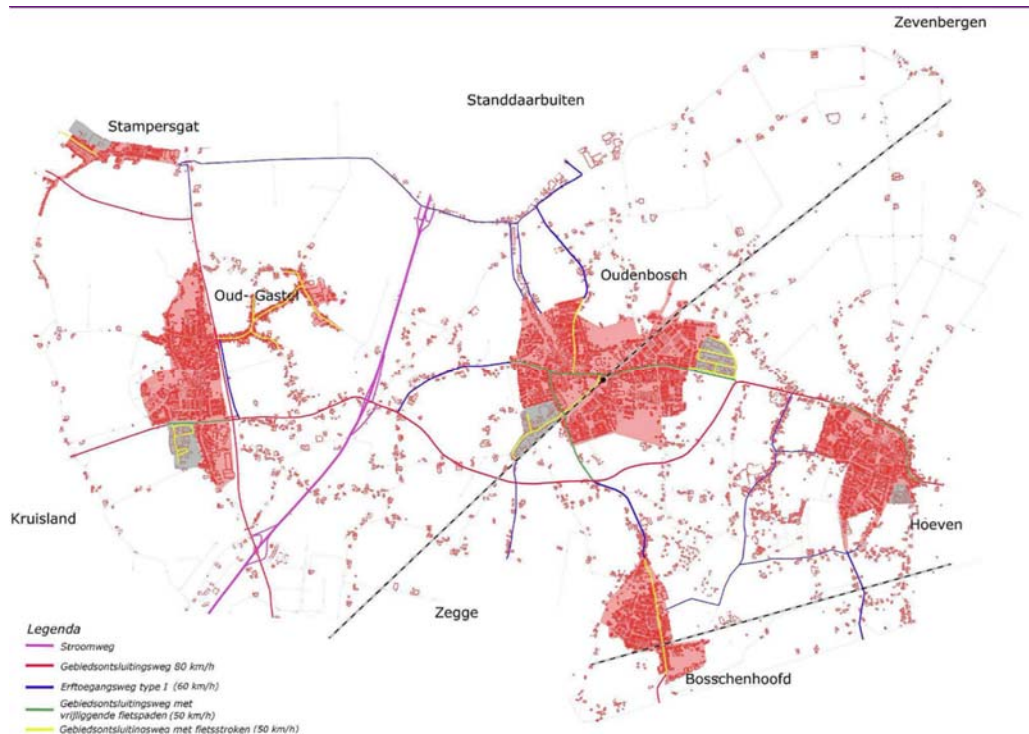 Zevenbergen
Standdaarbuiten
Stampersgat
Oudenbosch
Oud- Gastel
Kruisland
Hoeven
Zegge
Bosschenhoofd
Legenda
Stroomweg
Gebiedsontsluitingsweg 80 km/h
Erftoegangsweg type I (60 km/h)
Gebiedsontsluitingsweg met
vrijliggende fietspaden (50 km/h)
Gebiedsontsluitingsweg met fietsstroken (50 km/h)